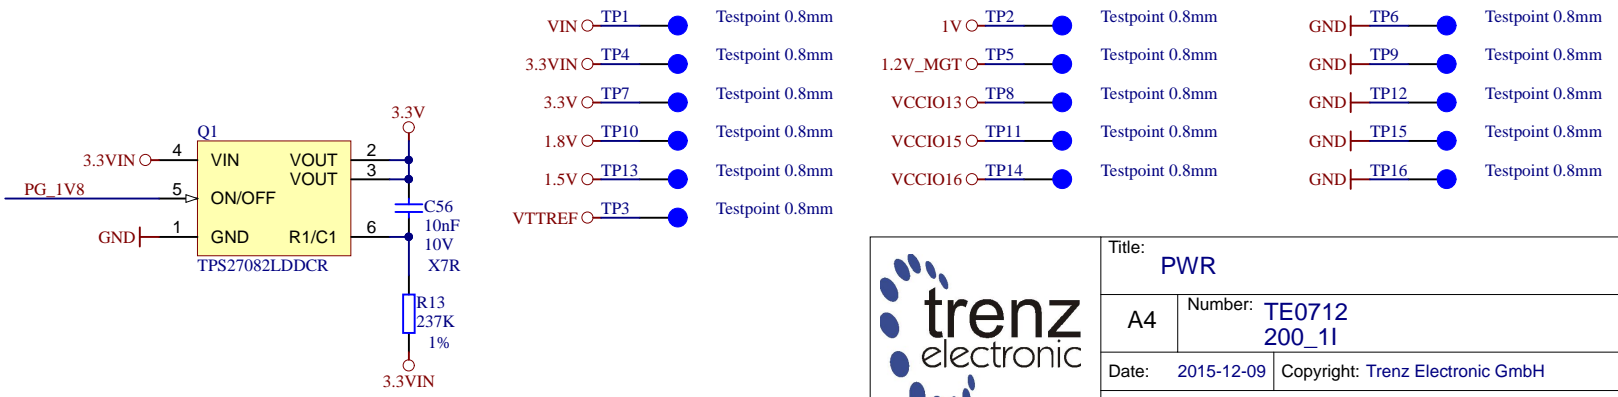 3.3V
Q1
3.3VIN 4 VIN VOUT 2
VOUT 3
PG_1V8 5 ON/OFF
GND 1 GND R1/C1 6
TPS27082LDDCR
C56
10nF
10V
X7R
R13
237K
1%
3.3VIN
VIN TP1 Testpoint 0.8mm
3.3VIN TP4 Testpoint 0.8mm
3.3V TP7 Testpoint 0.8mm
1.8V TP10 Testpoint 0.8mm
1.5V TP13 Testpoint 0.8mm
VTTREF TP3 Testpoint 0.8mm
1V TP2 Testpoint 0.8mm
1.2V_MGT TP5 Testpoint 0.8mm
VCCIO13 TP8 Testpoint 0.8mm
VCCIO15 TP11 Testpoint 0.8mm
VCCIO16 TP14 Testpoint 0.8mm
GND TP6 Testpoint 0.8mm
GND TP9 Testpoint 0.8mm
GND TP12 Testpoint 0.8mm
GND TP15 Testpoint 0.8mm
GND TP16 Testpoint 0.8mm
trenz
electronic
Title:
PWR
A4
Number: TE0712
200_1I
Date: 2015-12-09
Copyright: Trenz Electronic GmbH